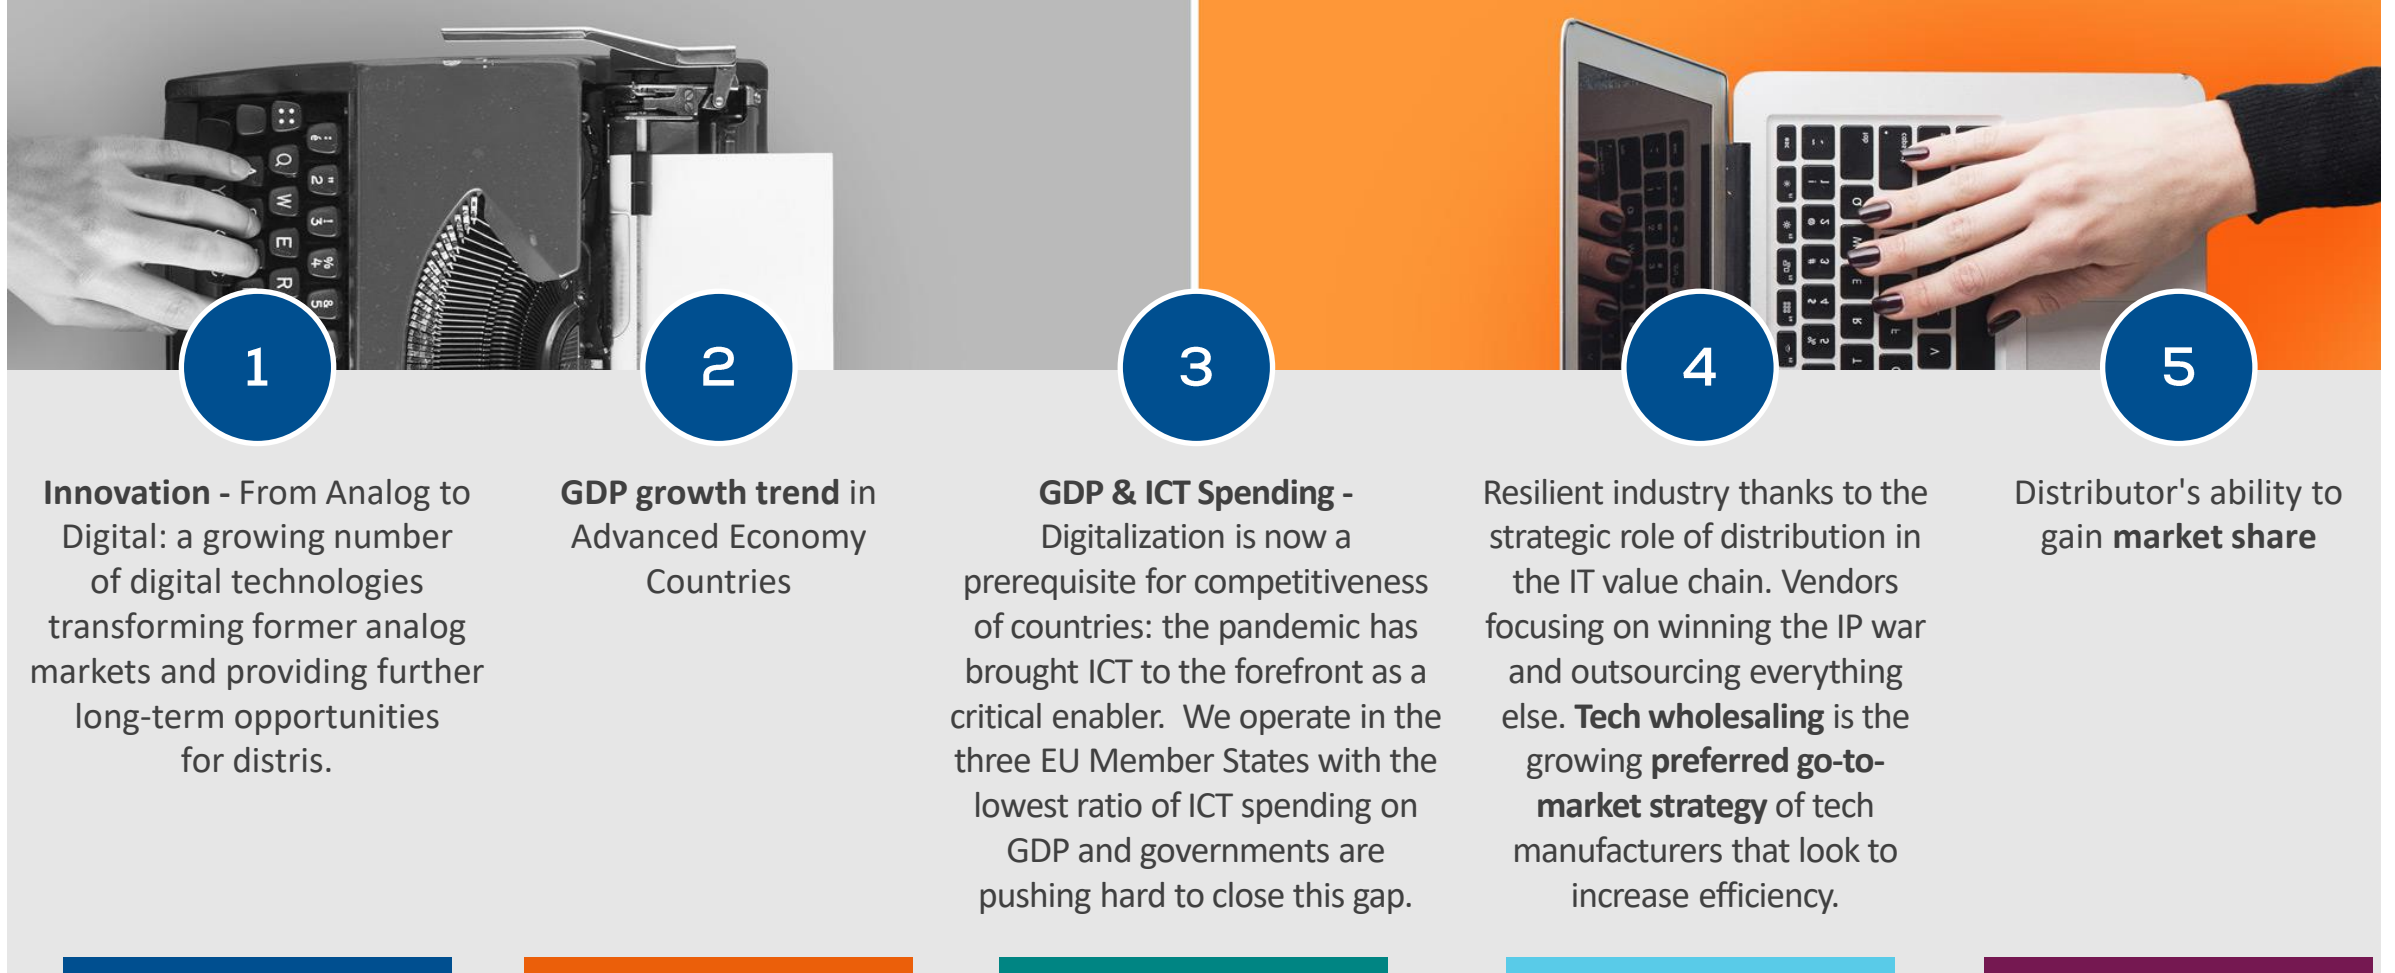 1
Innovation - From Analog to
Digital: a growing number
of digital technologies
transforming former analog
markets and providing further
long-term opportunities
for distris.
2
GDP growth trend in
Advanced Economy
Countries
3
GDP & ICT Spending -
Digitalization is now a
prerequisite for competitiveness
of countries: the pandemic has
brought ICT to the forefront as a
critical enabler.  We operate in the
three EU Member States with the
lowest ratio of ICT spending on
GDP and governments are
pushing hard to close this gap.
4
Resilient industry thanks to the
strategic role of distribution in
the IT value chain. Vendors
focusing on winning the IP war
and outsourcing everything
else. Tech wholesaling is the
growing preferred go-to-
market strategy of tech
manufacturers that look to
increase efficiency.
5
Distributor's ability to
gain market share